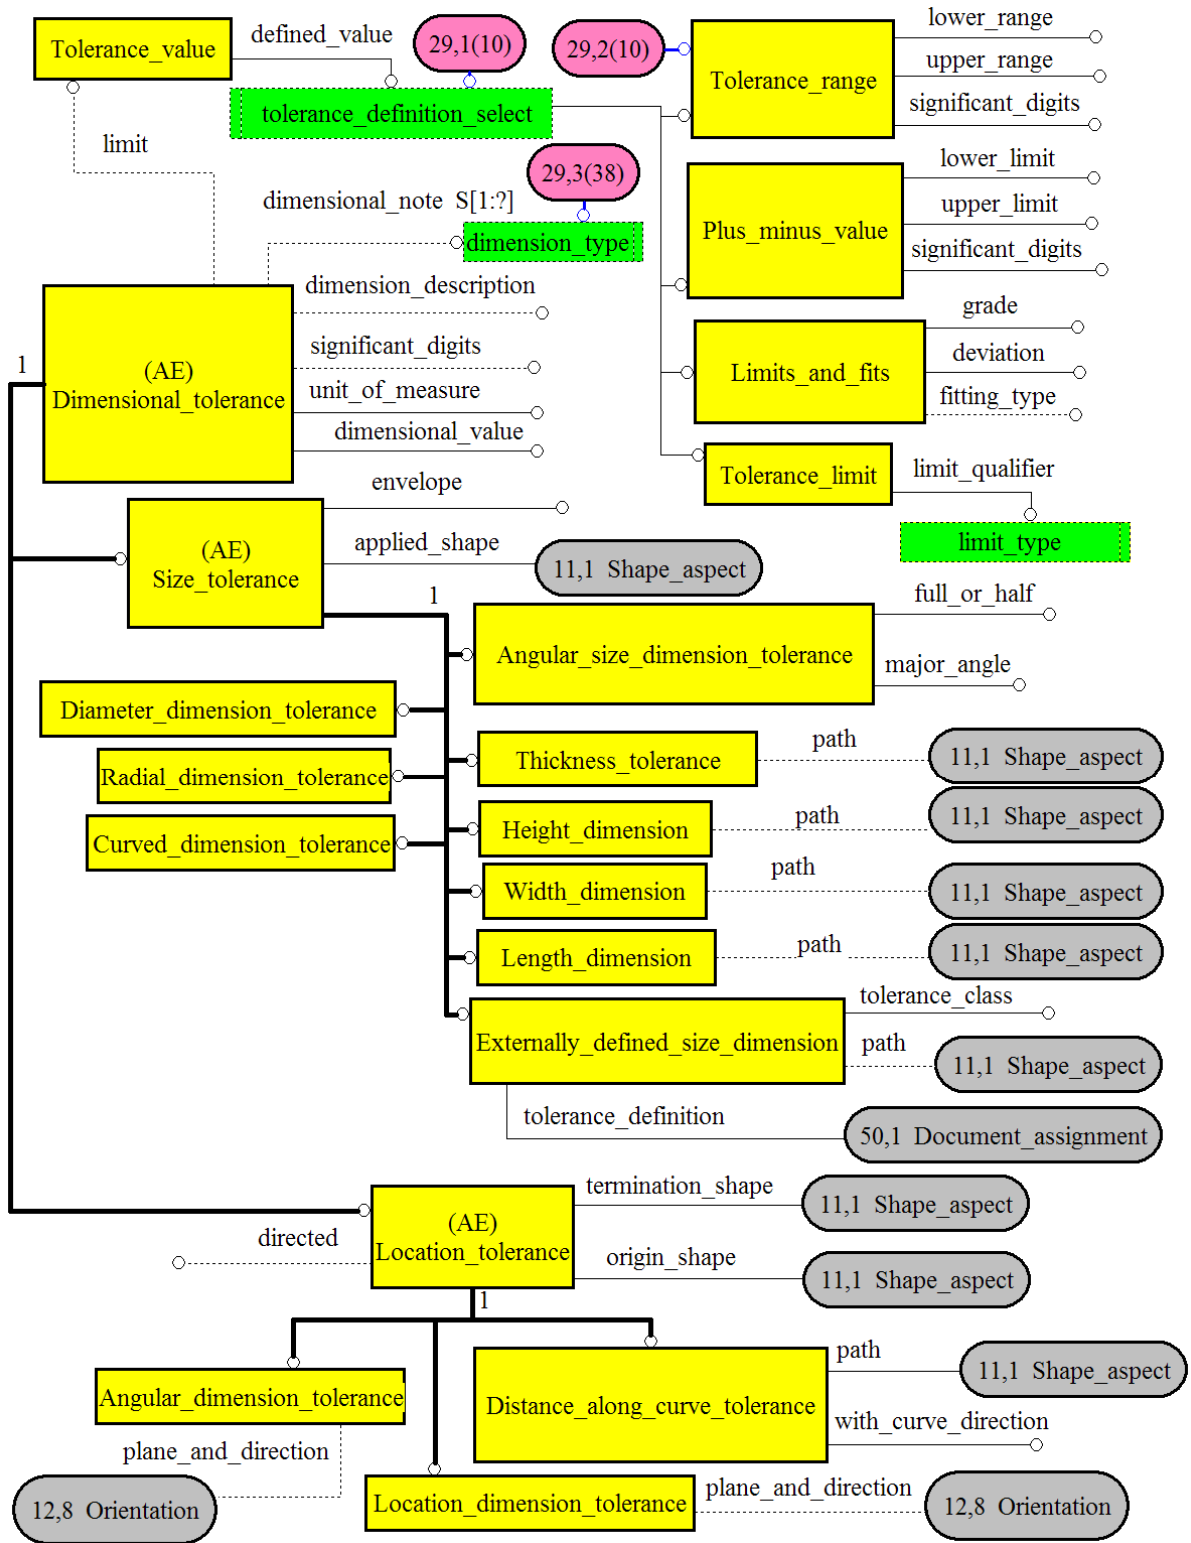 Tolerance_value
defined_value
29,1(10)
29,2(10)
lower_range
upper_range
Tolerance_range
significant_digits
tolerance_definition_select
limit
29,3(38)
dimensional_note S[1:?]
dimension_type
lower_limit
upper_limit
Plus_minus_value
significant_digits
dimension_description
grade
1
(AE)
Dimensional_tolerance
significant_digits
unit_of_measure
dimensional_value
deviation
Limits_and_fits
fitting_type
Tolerance_limit
limit_qualifier
limit_type
envelope
(AE)
Size_tolerance
applied_shape
11,1 Shape_aspect
1
full_or_half
Angular_size_dimension_tolerance
major_angle
Diameter_dimension_tolerance
Thickness_tolerance
path
11,1 Shape_aspect
Radial_dimension_tolerance
Height_dimension
path
11,1 Shape_aspect
Curved_dimension_tolerance
Width_dimension
path
11,1 Shape_aspect
Length_dimension
path
11,1 Shape_aspect
tolerance_class
Externally_defined_size_dimension
path
11,1 Shape_aspect
tolerance_definition
50,1 Document_assignment
termination_shape
11,1 Shape_aspect
(AE)
Location_tolerance
directed
origin_shape
11,1 Shape_aspect
1
Angular_dimension_tolerance
Distance_along_curve_tolerance
path
11,1 Shape_aspect
with_curve_direction
plane_and_direction
12,8 Orientation
Location_dimension_tolerance
plane_and_direction
12,8 Orientation